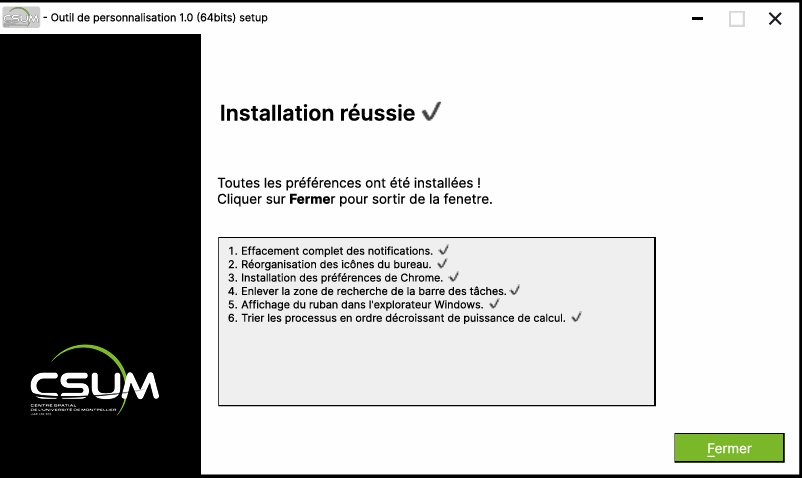 CSUM - Outil de personnalisation 1.0 (64bits) setup
Installation réussie ✓
Toutes les préférences ont été installées !
Cliquer sur Fermer pour sortir de la fenetre.
1. Effacement complet des notifications. ✓
2. Réorganisation des icônes du bureau. ✓
3. Installation des préférences de Chrome. ✓
4. Enlever la zone de recherche de la barre des tâches. ✓
5. Affichage du ruban dans l'explorateur Windows. ✓
6. Trier les processus en ordre décroissant de puissance de calcul. ✓
CSUM
CENTRE SPATIAL
DE L'UNIVERSITÉ DE MONTPELLIER
Fermer